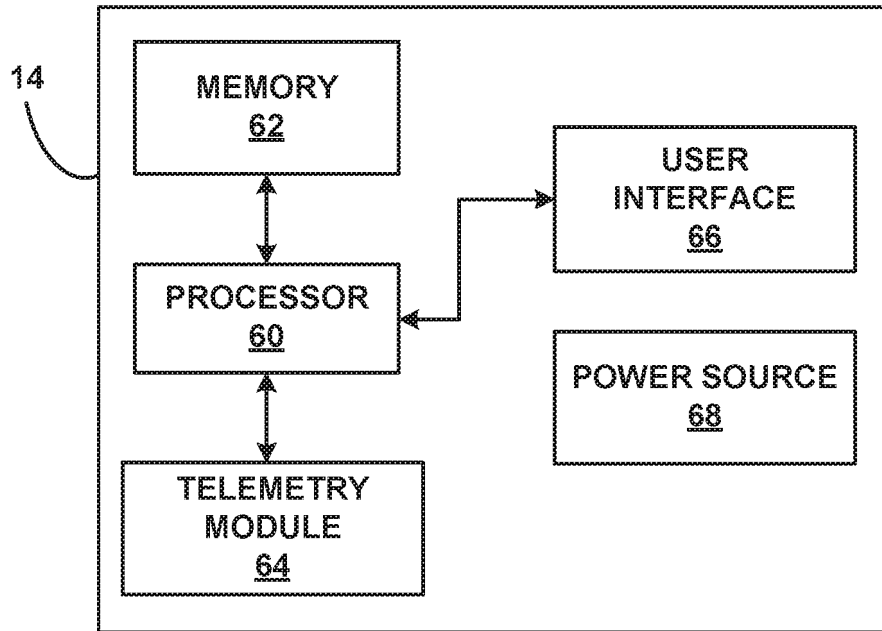 14
MEMORY
62
PROCESSOR
60
TELEMETRY
MODULE
64
USER
INTERFACE
66
POWER SOURCE
68